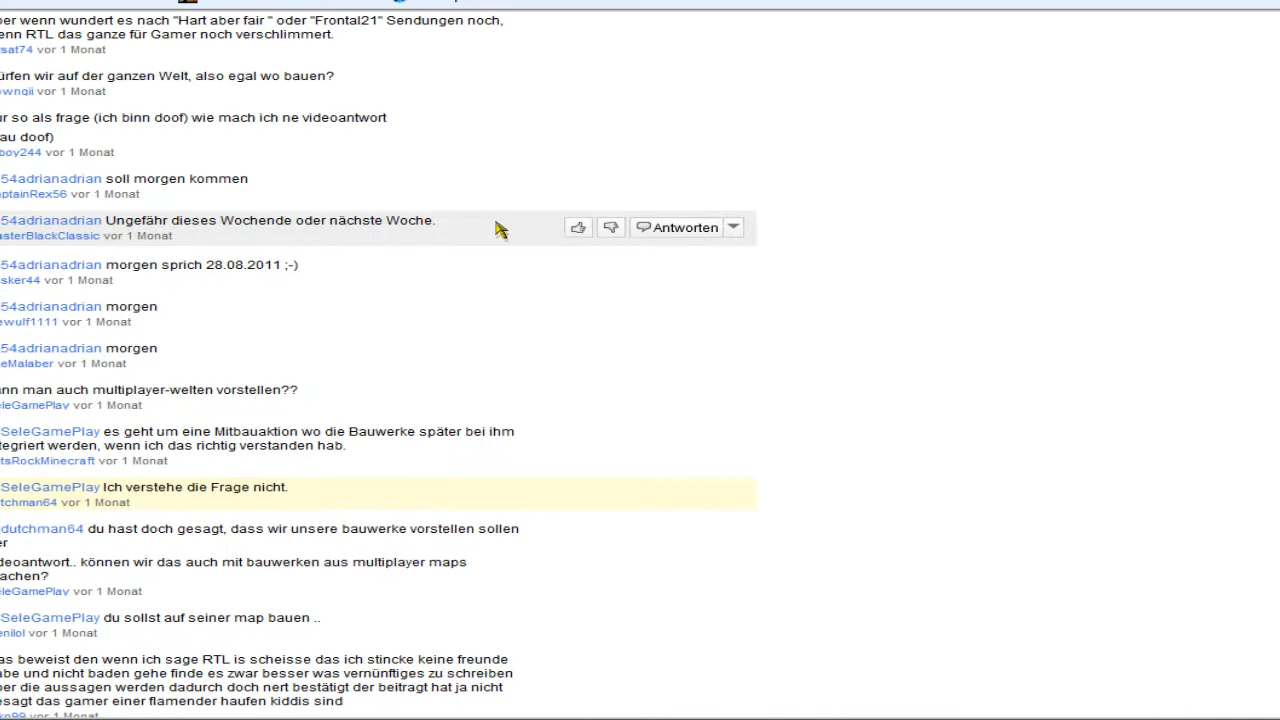 er wenn wundert es nach "Hart aber fair " oder "Frontal21" Sendungen noch,
enn RTL das ganze für Gamer noch verschlimmert.
sat74 vor 1 Monat
ürfen wir auf der ganzen Welt, also egal wo bauen?
wngii vor 1 Monat
ur so als frage (ich binn doof) wie mach ich ne videoantwort
au doof)
boy244 vor 1 Monat
54adrianadrian soll morgen kommen
aptainRex56 vor 1 Monat
54adrianadrian Ungefähr dieses Wochende oder nächste Woche.
Antworten
asterBlackClassic vor 1 Monat
54adrianadrian morgen sprich 28.08.2011 ;-)
sker44 vor 1 Monat
54adrianadrian morgen
ewulf1111 vor 1 Monat
54adrianadrian morgen
eMalaber vor 1 Monat
ann man auch multiplayer-welten vorstellen??
eleGamePlay vor 1 Monat
SeleGamePlay es geht um eine Mitbauaktion wo die Bauwerke später bei ihm
tegriert werden, wenn ich das richtig verstanden hab.
tsRockMinecraft vor 1 Monat
SeleGamePlay Ich verstehe die Frage nicht.
tchman64 vor 1 Monat
dutchman64 du hast doch gesagt, dass wir unsere bauwerke vorstellen sollen
er
deoantwort.. können wir das auch mit bauwerken aus multiplayer maps
achen?
eleGamePlay vor 1 Monat
SeleGamePlay du sollst auf seiner map bauen ..
enilol vor 1 Monat
as beweist den wenn ich sage RTL is scheisse das ich stincke keine freunde
abe und nicht baden gehe finde es zwar besser was vernünftiges zu schreiben
er die aussagen werden dadurch doch nert bestätigt der beitragt hat ja nicht
esagt das gamer einer flamender haufen kiddis sind
vor 1 Monat